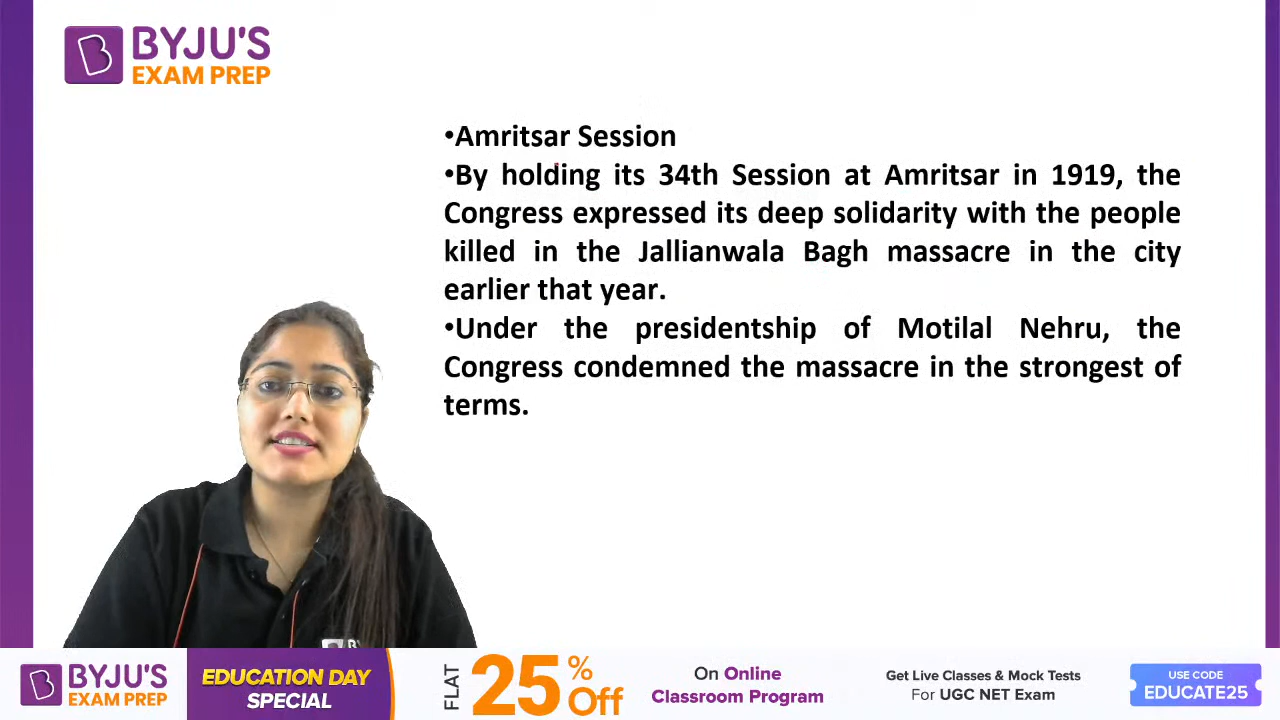 BYJU'S
EXAM PREP
•Amritsar Session
•By holding its 34th Session at Amritsar in 1919, the
Congress expressed its deep solidarity with the people
killed in the Jallianwala Bagh massacre in the city
earlier that year.
•Under the presidentship of Motilal Nehru, the
Congress condemned the massacre in the strongest of
terms.
BYJU'S
EXAM PREP
EDUCATION DAY
SPECIAL
FLAT
25% Off
On Online
Classroom Program
Get Live Classes & Mock Tests
For UGC NET Exam
USE CODE
EDUCATE25